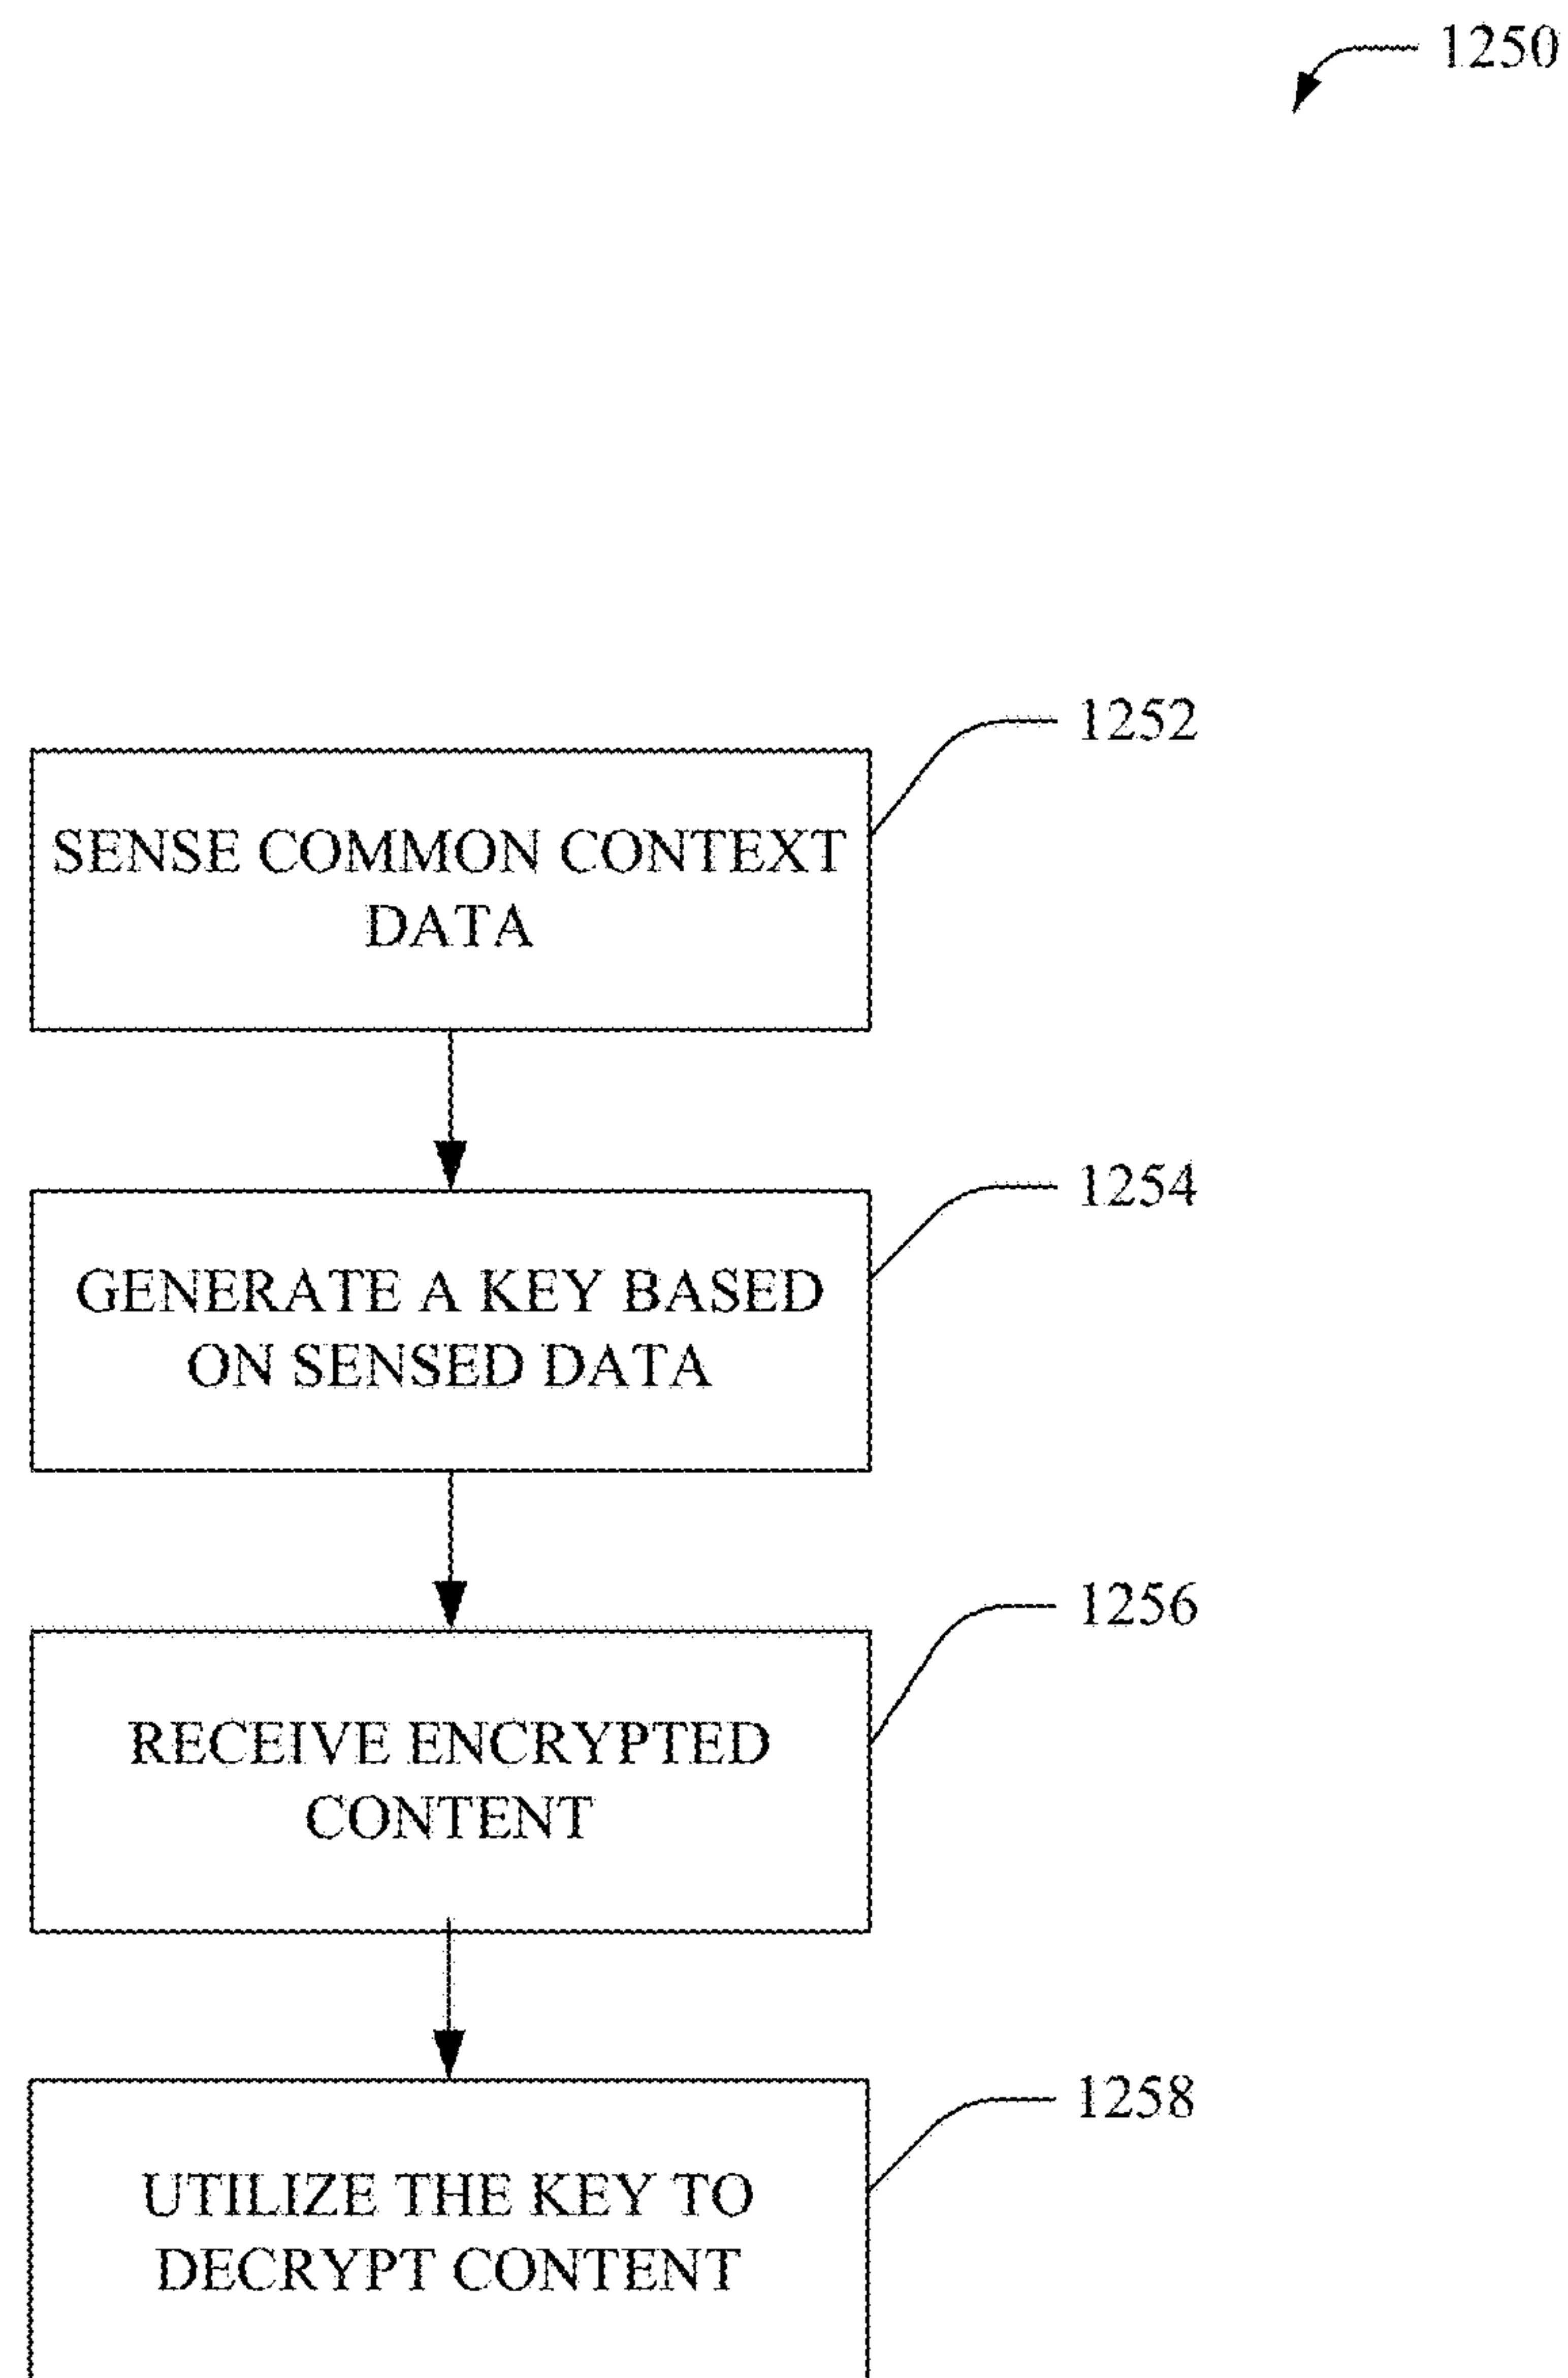 1250
1252
SENSE COMMON CONTEXT
DATA
1254
GENERATE A KEY BASED
ON SENSED DATA
1256
RECEIVE ENCRYPTED
CONTENT
1258
UTILIZE THE KEY TO
DECRYPT CONTENT